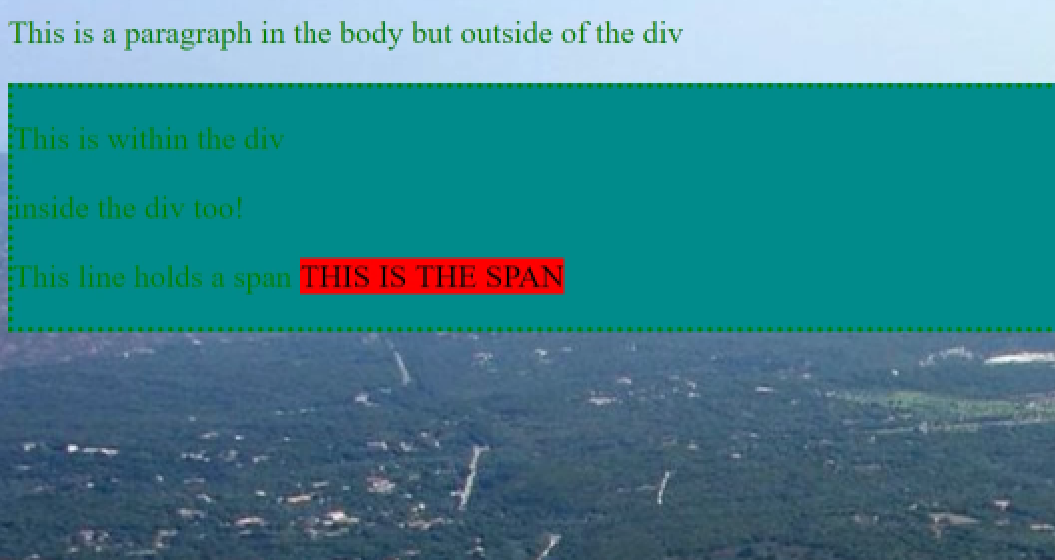 This is a paragraph in the body but outside of the div
This is within the div
inside the div too!
This line holds a span THIS IS THE SPAN